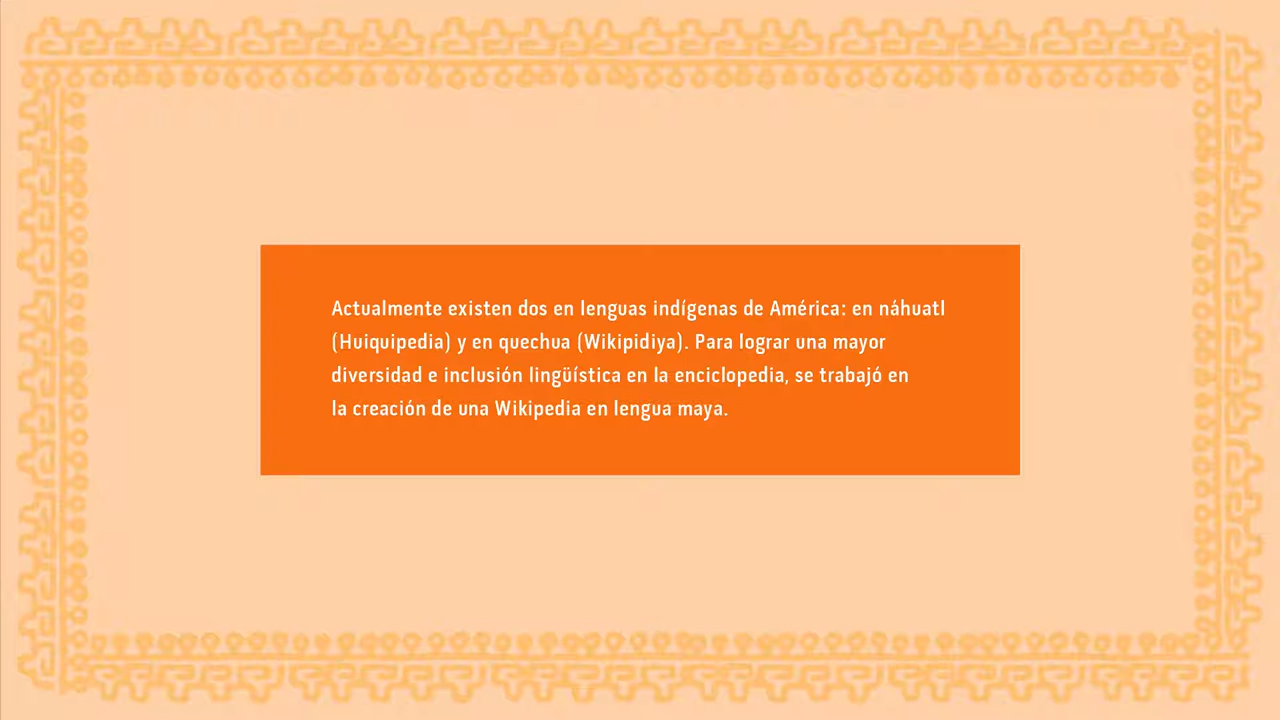 Actualmente existen dos en lenguas indígenas de América: en náhuatl
(Huiquipedia) y en quechua (Wikipidiya). Para lograr una mayor
diversidad e inclusión lingüística en la enciclopedia, se trabajó en
la creación de una Wikipedia en lengua maya.